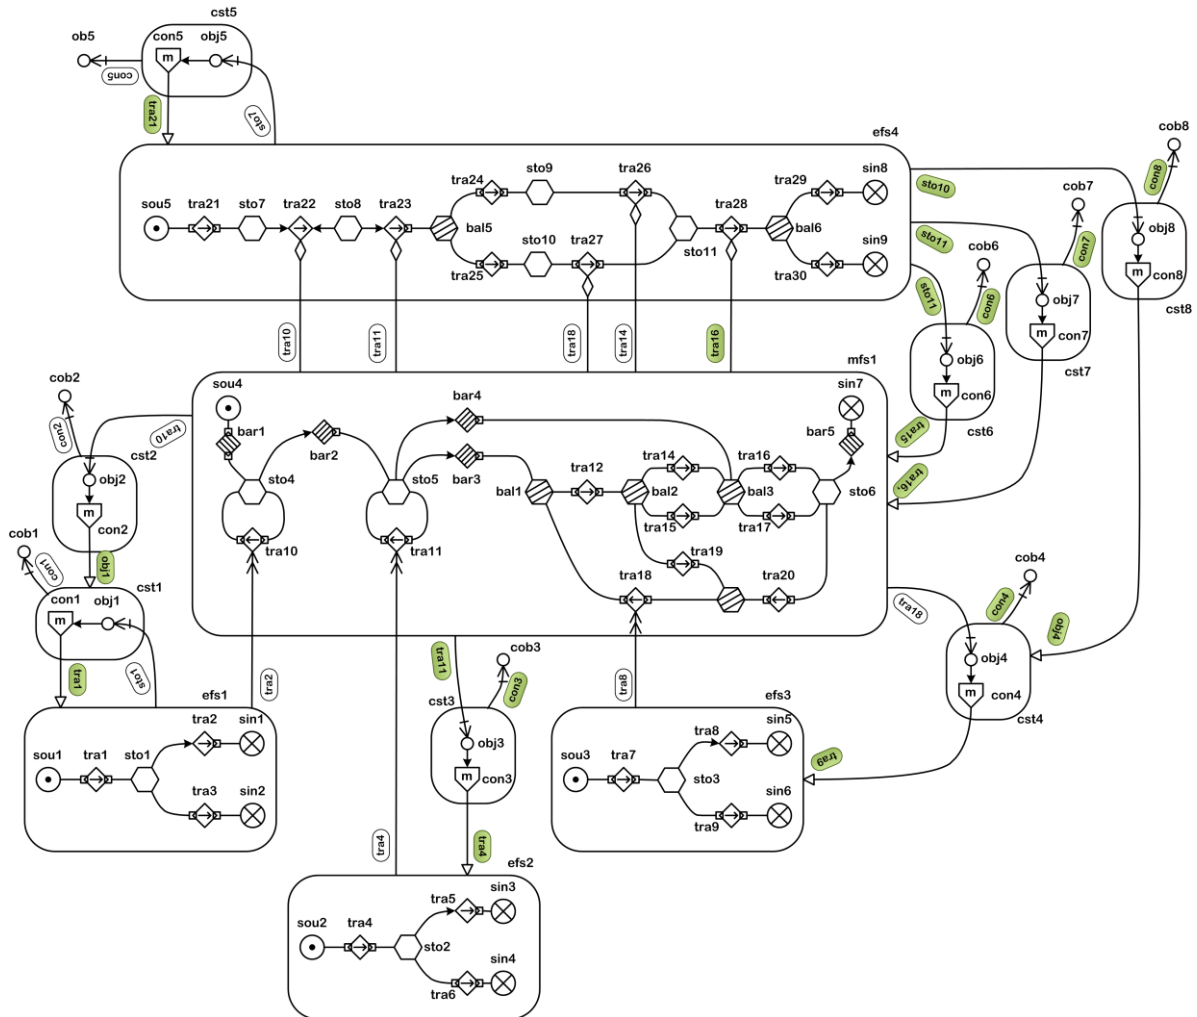 cst5
ob5
con5
obj5
m
con5
tra21
sto7
efs4
cob8
con8
sto10
cob7
con7
sto11
cob6
con6
sto11
obj8
m
con8
cst8
obj7
m
con7
cst7
obj6
m
con6
cst6
tra15
tra16,
sou5
tra21
sto7
tra22
sto8
tra23
bal5
tra24
sto9
tra26
tra25
sto10
tra27
sto11
tra28
bal6
tra29
sin8
tra30
sin9
tra10
tra11
tra18
tra14
tra16
mfs1
sou4
bar1
bar2
bar4
bar3
sto4
sto5
tra10
tra11
bal1
tra12
bal2
tra14
tra15
bal3
tra16
tra17
sto6
bar5
sin7
tra19
tra18
tra20
cob2
con2
tra10
cst2
obj2
m
con2
obj1
cob1
con1
cst1
con1
obj1
m
tra1
sto1
tra2
efs1
sou1
tra1
sto1
tra2
sin1
tra3
sin2
tra4
tra11
cob3
con3
cst3
obj3
m
con3
tra4
efs2
sou2
tra4
sto2
tra5
sin3
tra6
sin4
tra8
efs3
sou3
tra7
sto3
tra8
sin5
tra9
sin6
tra18
cob4
con4
obj4
obj4
m
con4
cst4
tra9